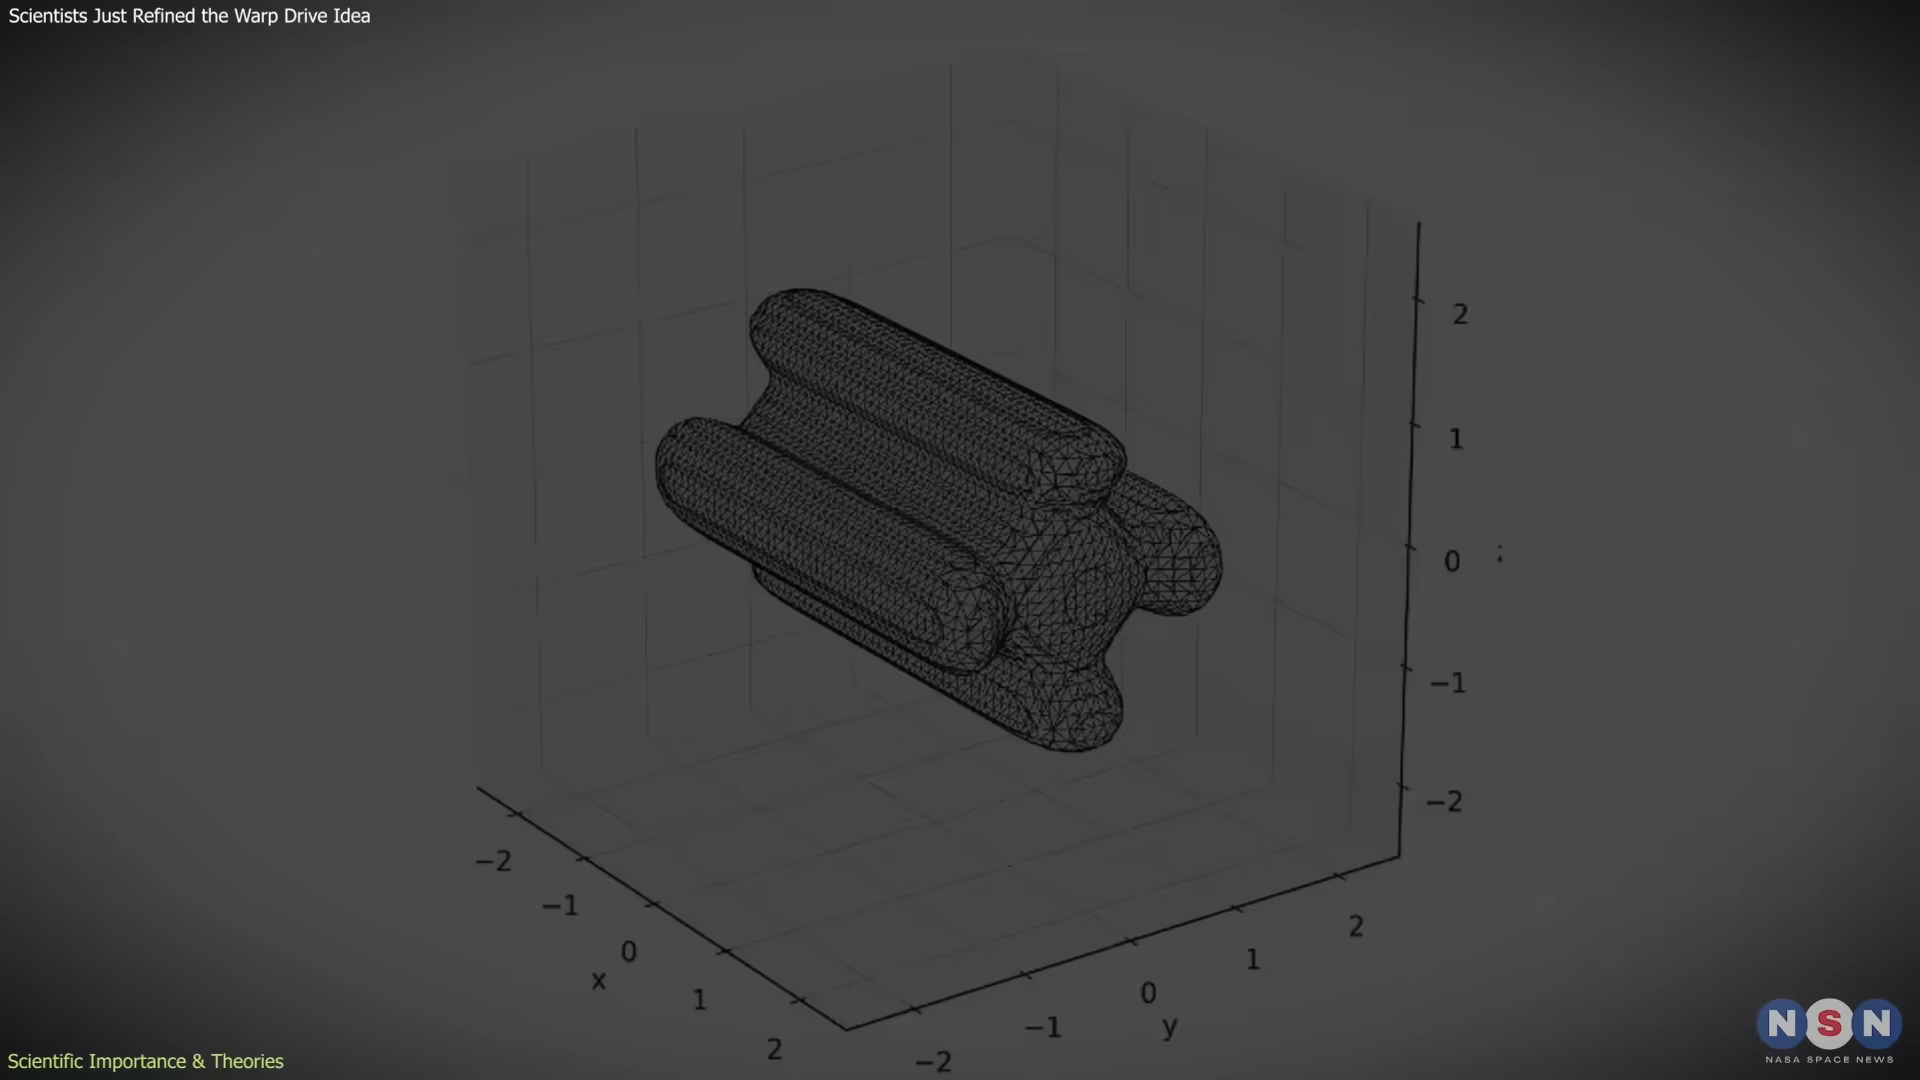 Scientists Just Refined the Warp Drive Idea
2
1
0
−1
−2
−2
−1
0
x
1
2
−2
−1
0
y
1
2
Scientific Importance & Theories
NSN
NASA SPACE NEWS